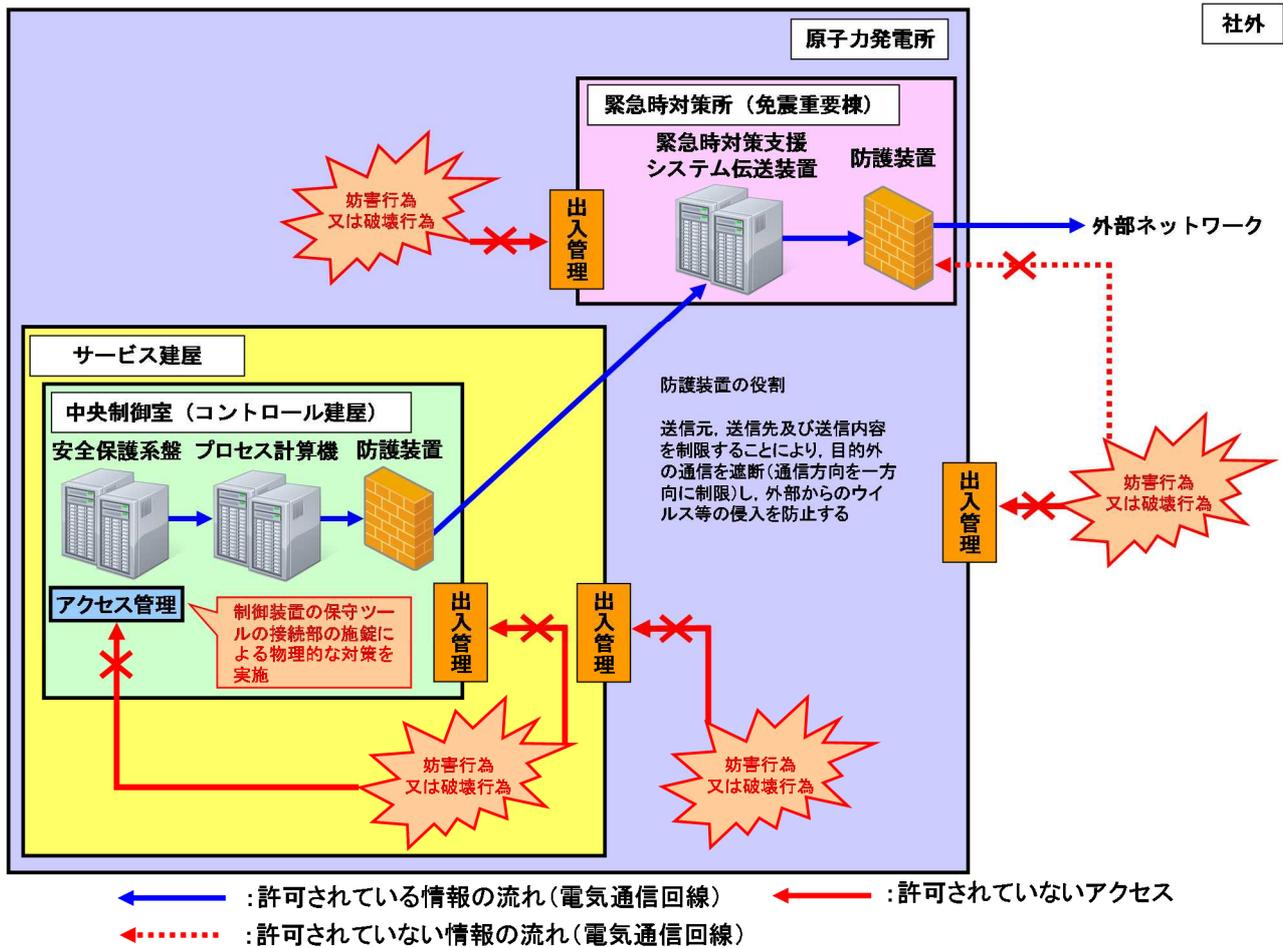 社外
原子力発電所
緊急時対策所（免震重要棟）
緊急時対策支援
システム伝送装置
防護装置
妨害行為
又は破壊行為
出入管理
外部ネットワーク
サービス建屋
中央制御室（コントロール建屋）
安全保護系盤
プロセス計算機
防護装置
防護装置の役割
送信元，送信先及び送信内容
を制限することにより，目的外
の通信を遮断（通信方向を一方
向に制限）し，外部からのウイ
ルス等の侵入を防止する
出入管理
妨害行為
又は破壊行為
アクセス管理
制御装置の保守ツー
ルの接続部の施錠に
よる物理的な対策を
実施
出入管理
出入管理
妨害行為
又は破壊行為
妨害行為
又は破壊行為
：許可されている情報の流れ（電気通信回線）
：許可されていないアクセス
：許可されていない情報の流れ（電気通信回線）